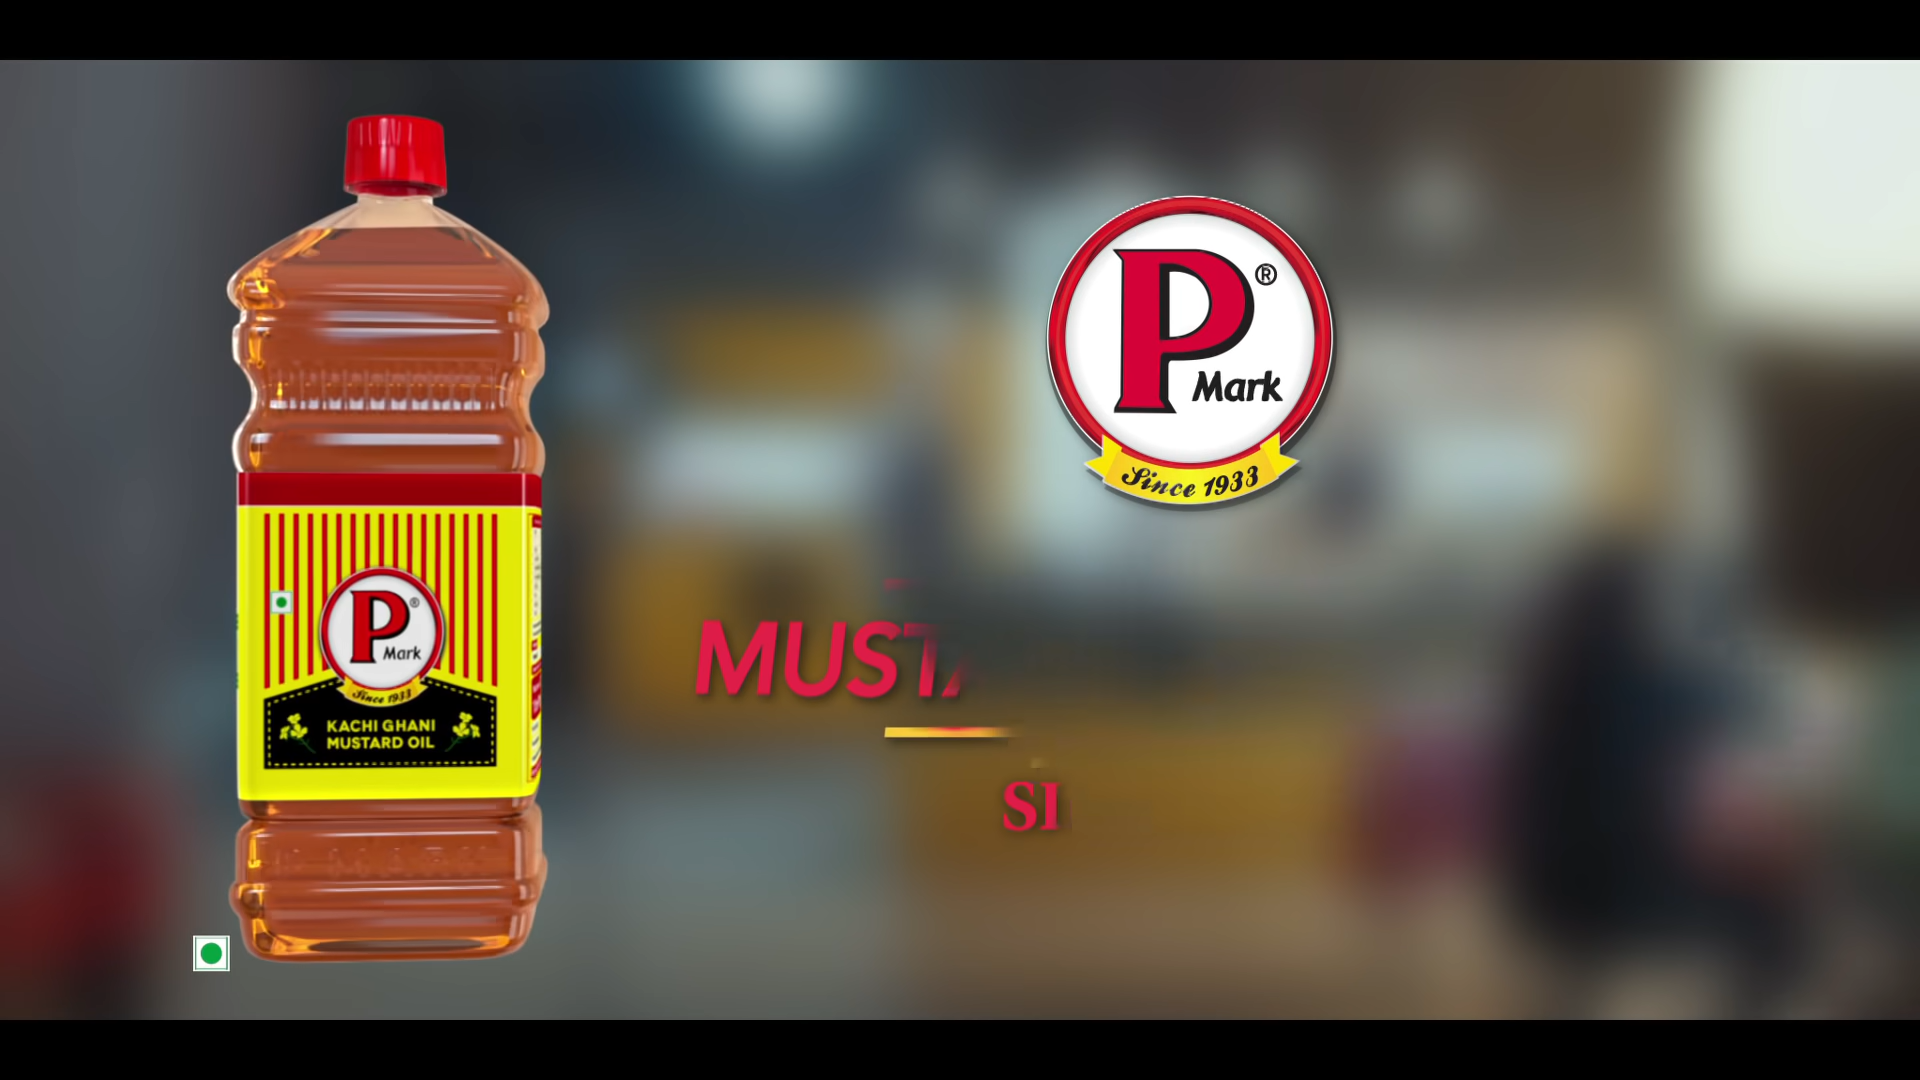 P®
Mark
Since 1933
P®
Mark
Since 1933
KACHI GHANI
MUSTARD OIL
MUST
SI